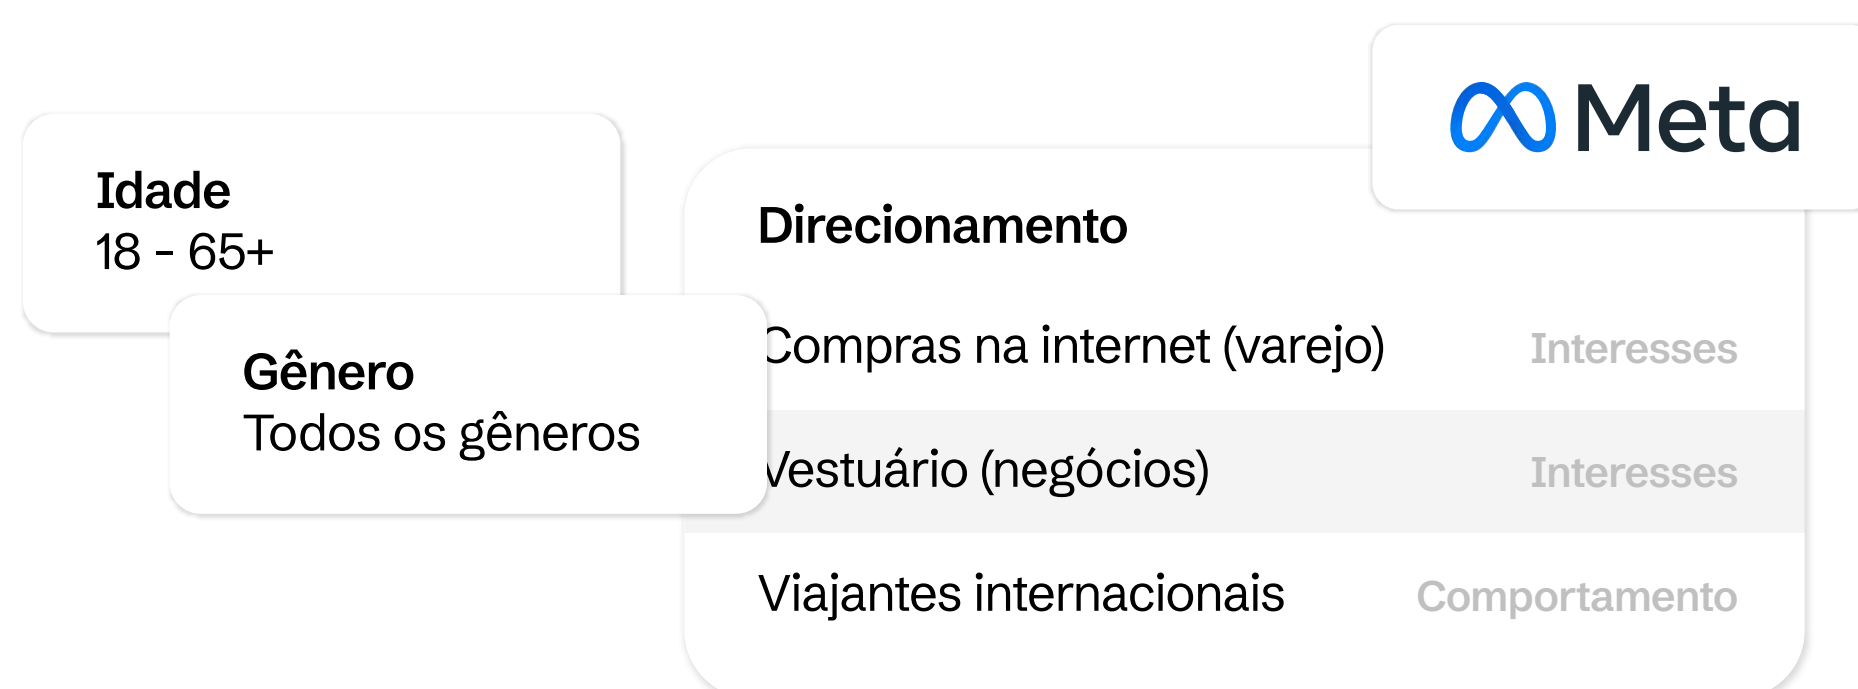 Meta
Idade
18 - 65+
Gênero
Todos os gêneros
Direcionamento
Compras na internet (varejo) Interesses
Vestuário (negócios) Interesses
Viajantes internacionais Comportamento